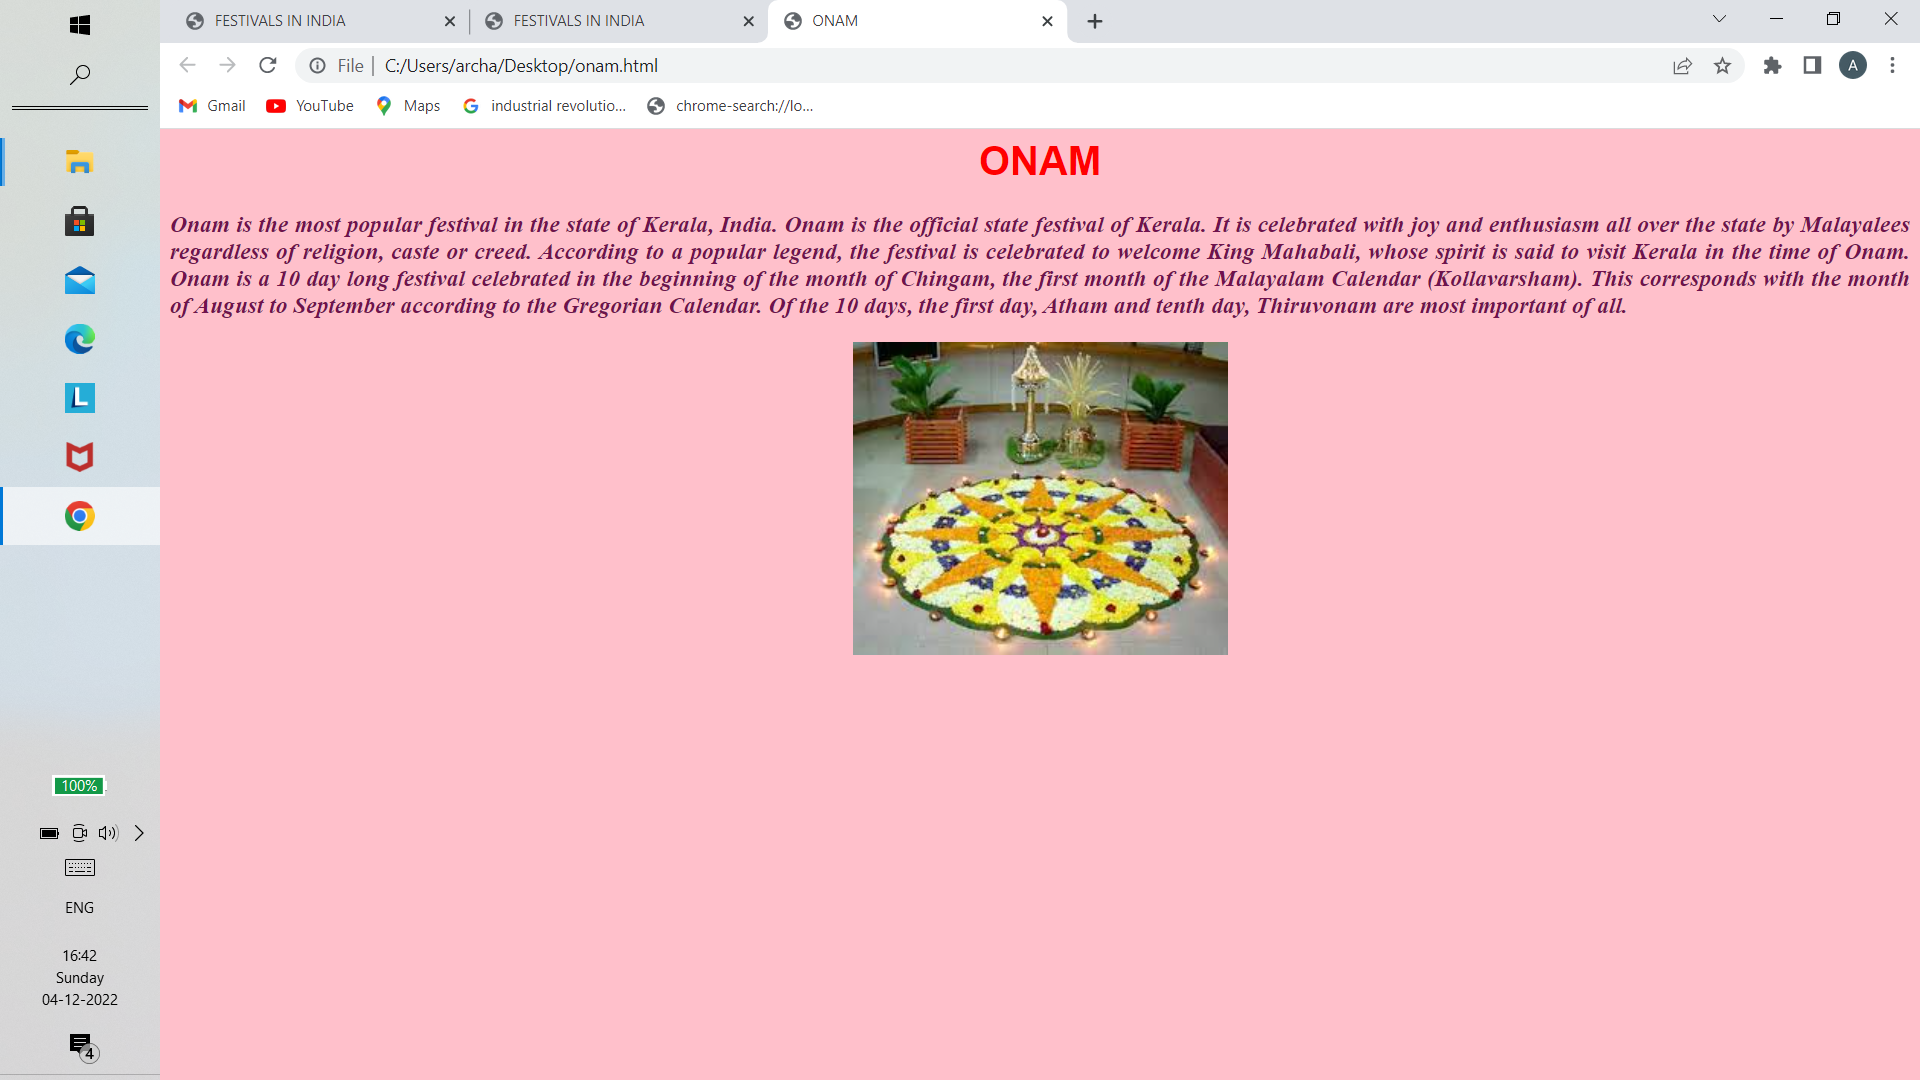 FESTIVALS IN INDIA
FESTIVALS IN INDIA
ONAM
File
C:/Users/archa/Desktop/onam.html
A
Gmail
YouTube
Maps
industrial revolutio...
chrome-search://lo...
ONAM
Onam is the most popular festival in the state of Kerala, India. Onam is the official state festival of Kerala. It is celebrated with joy and enthusiasm all over the state by Malayalees
regardless of religion, caste or creed. According to a popular legend, the festival is celebrated to welcome King Mahabali, whose spirit is said to visit Kerala in the time of Onam.
Onam is a 10 day long festival celebrated in the beginning of the month of Chingam, the first month of the Malayalam Calendar (Kollavarsham). This corresponds with the month
of August to September according to the Gregorian Calendar. Of the 10 days, the first day, Atham and tenth day, Thiruvonam are most important of all.
L
100%
ENG
16:42
Sunday
04-12-2022
4